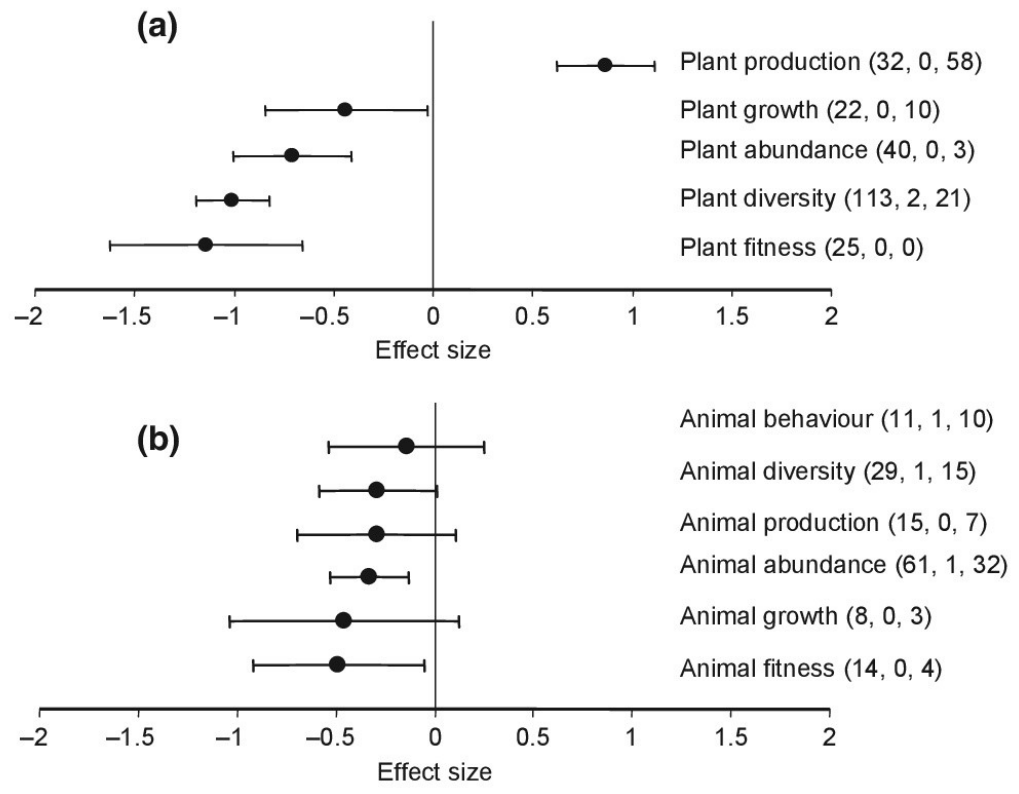 (a)
Plant production (32, 0, 58)
Plant growth (22, 0, 10)
Plant abundance (40, 0, 3)
Plant diversity (113, 2, 21)
Plant fitness (25, 0, 0)
–2 –1.5 –1 –0.5 0 0.5 1 1.5 2
Effect size
(b)
Animal behaviour (11, 1, 10)
Animal diversity (29, 1, 15)
Animal production (15, 0, 7)
Animal abundance (61, 1, 32)
Animal growth (8, 0, 3)
Animal fitness (14, 0, 4)
–2 –1.5 –1 –0.5 0 0.5 1 1.5 2
Effect size